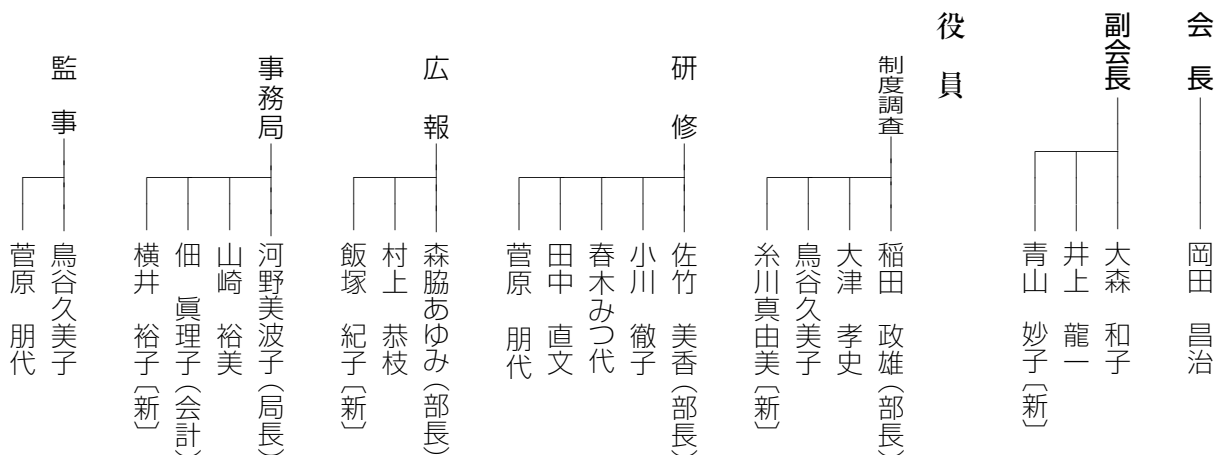 会 長
岡田 昌治
副会長
大森 和子
井上 龍一
青山 妙子〔新〕
役 員
制度調査
稲田 政雄（部長）
大津 孝史
鳥谷久美子
糸川真由美〔新〕
研 修
佐竹 美香（部長）
小川 徹子
春木みつ代
田中 直文
菅原 朋代
広 報
森脇あゆみ（部長）
村上 恭枝
飯塚 紀子〔新〕
事務局
河野美波子（局長）
山崎 裕美
佃 眞理子（会計）
横井 裕子〔新〕
監 事
鳥谷久美子
菅原 朋代